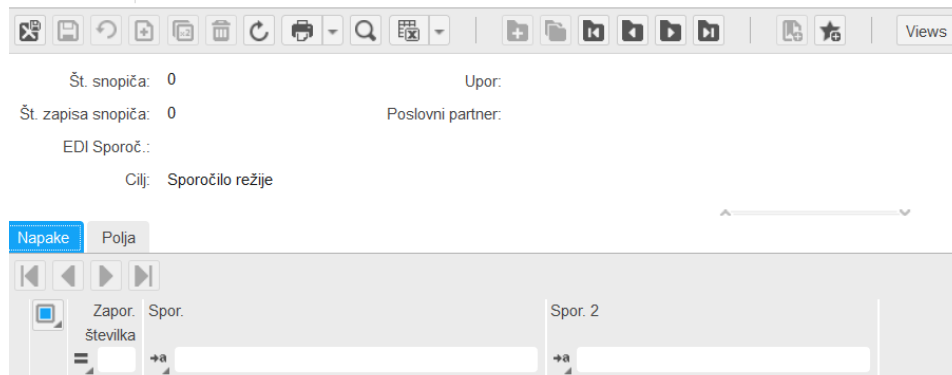 Views
Št. snopiča: 0 Upor:
Št. zapisa snopiča: 0 Poslovni partner:
EDI Sporoč.:
Cilj: Sporočilo režije
Napake Polja
Zapor. Spor. Spor. 2
številka
= →a →a